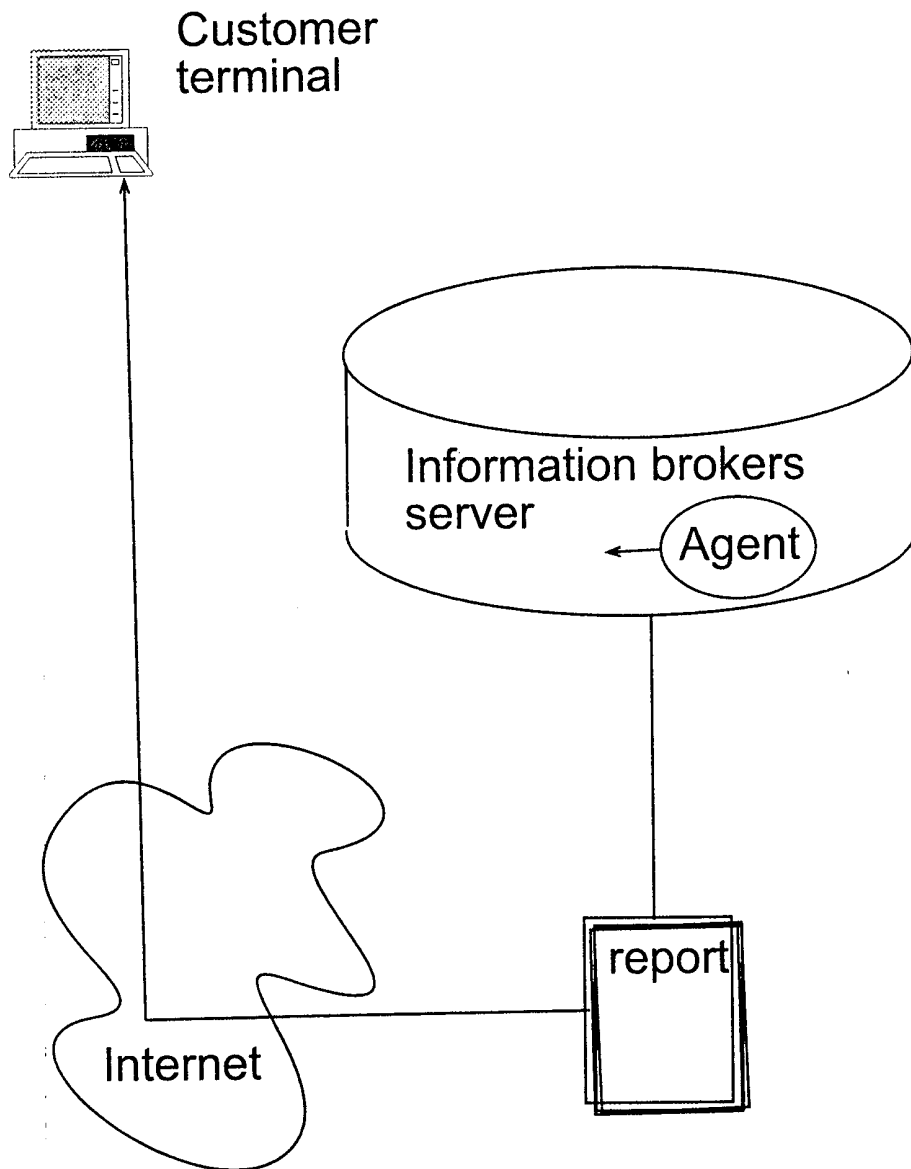 Customer
terminal
Information brokers
server
Agent
report
Internet